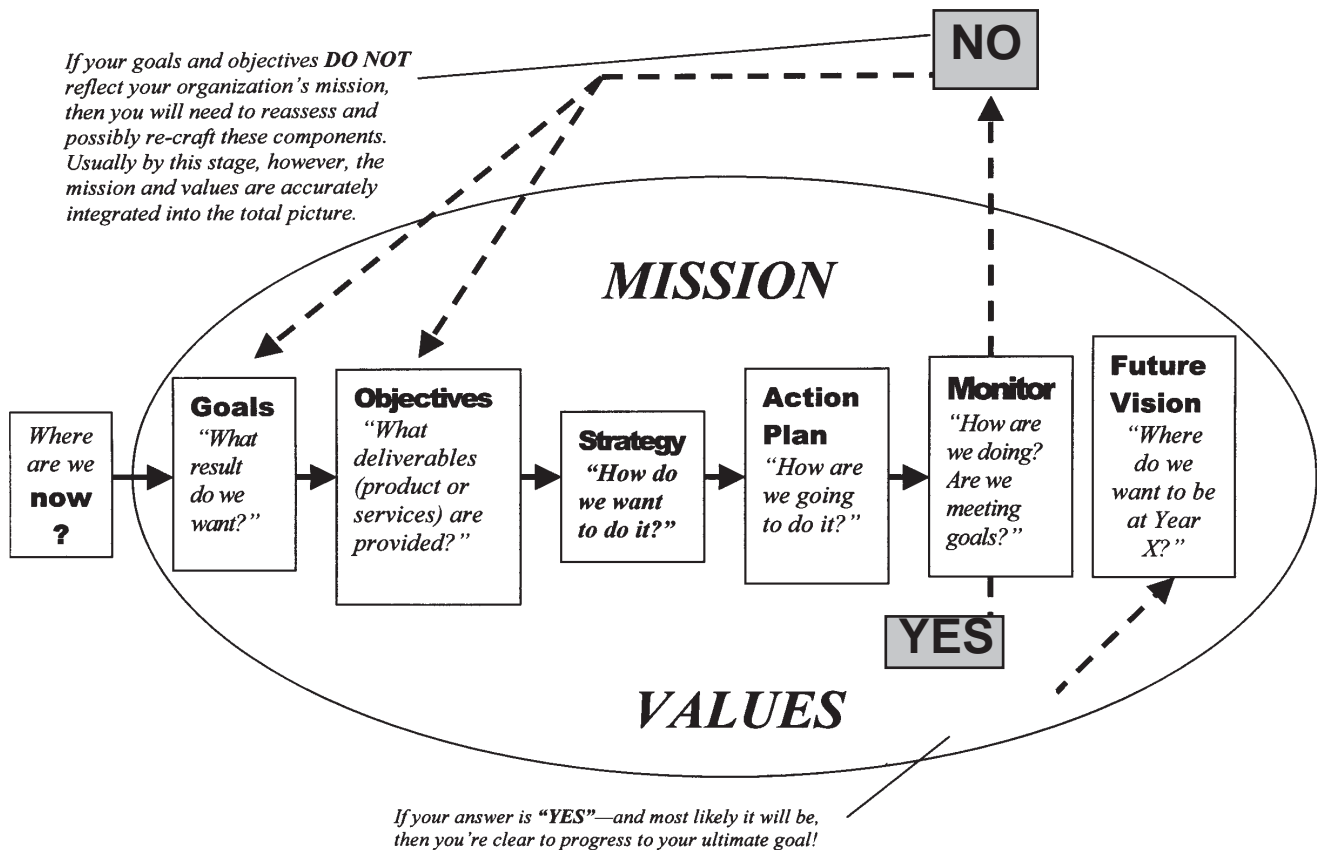 If your goals and objectives DO NOT
reflect your organization's mission,
then you will need to reassess and
possibly re-craft these components.
Usually by this stage, however, the
mission and values are accurately
integrated into the total picture.
NO
MISSION
Where
are we
now
?
Goals
“What
result
do we
want?”
Objectives
“What
deliverables
(product or
services) are
provided?”
Strategy
“How do
we want
to do it?”
Action
Plan
“How are
we going
to do it?”
Monitor
“How are
we doing?
Are we
meeting
goals?”
Future
Vision
“Where
do we
want to be
at Year
X?”
YES
VALUES
If your answer is “YES”—and most likely it will be,
then you're clear to progress to your ultimate goal!